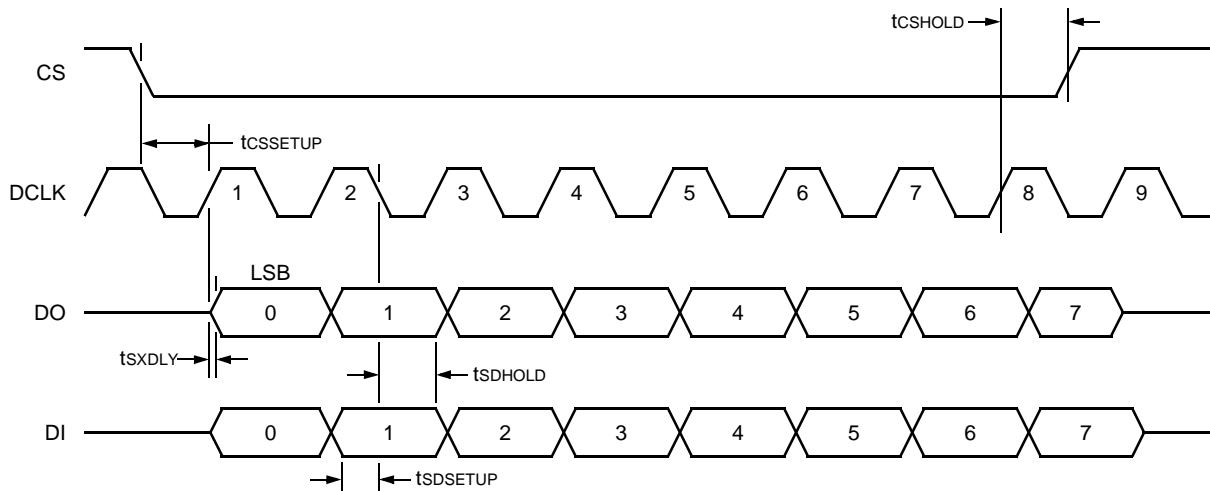 tCSHOLD
CS
tCSSETUP
DCLK 1 2 3 4 5 6 7 8 9
LSB
DO 0 1 2 3 4 5 6 7
tSXDLY
tSDHOLD
DI 0 1 2 3 4 5 6 7
tSDSETUP